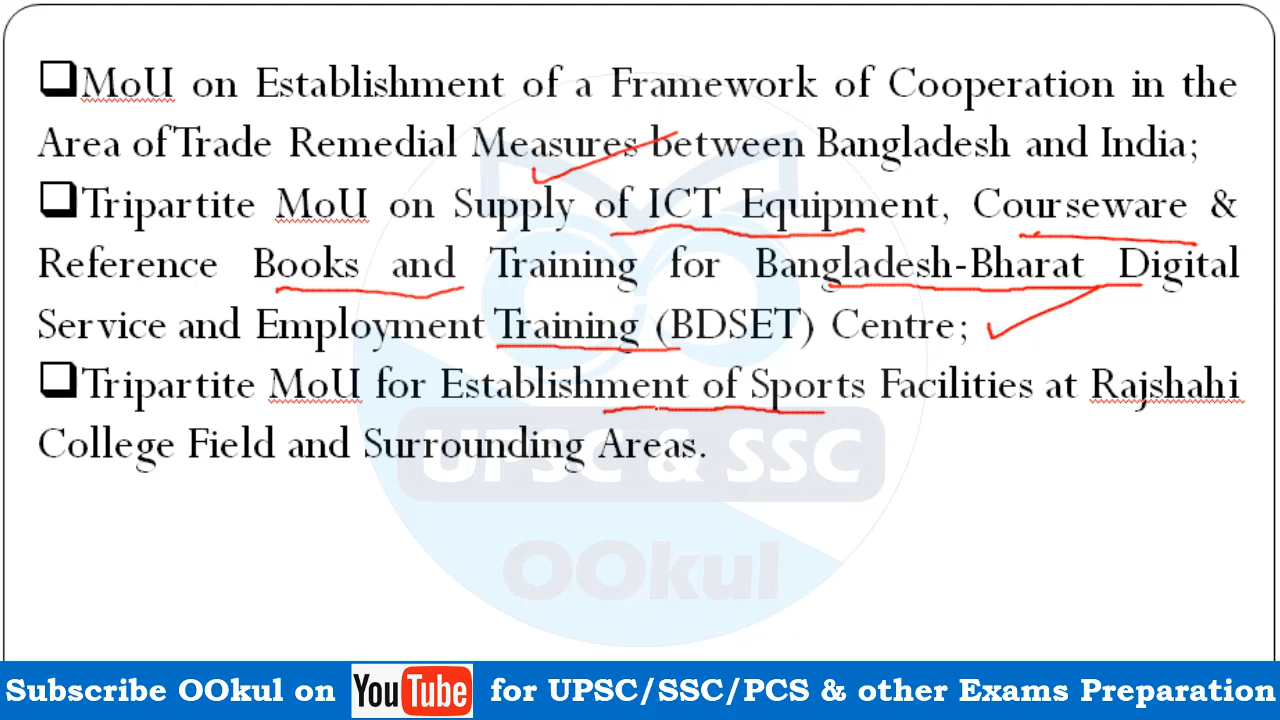 ❑MoU on Establishment of a Framework of Cooperation in the
Area of Trade Remedial Measures between Bangladesh and India;
❑Tripartite MoU on Supply of ICT Equipment, Courseware &
Reference Books and Training for Bangladesh-Bharat Digital
Service and Employment Training (BDSET) Centre;
❑Tripartite MoU for Establishment of Sports Facilities at Rajshahi
College Field and Surrounding Areas.
UPSC & SSC
OOkul
Subscribe OOkul on YouTube for UPSC/SSC/PCS & other Exams Preparation